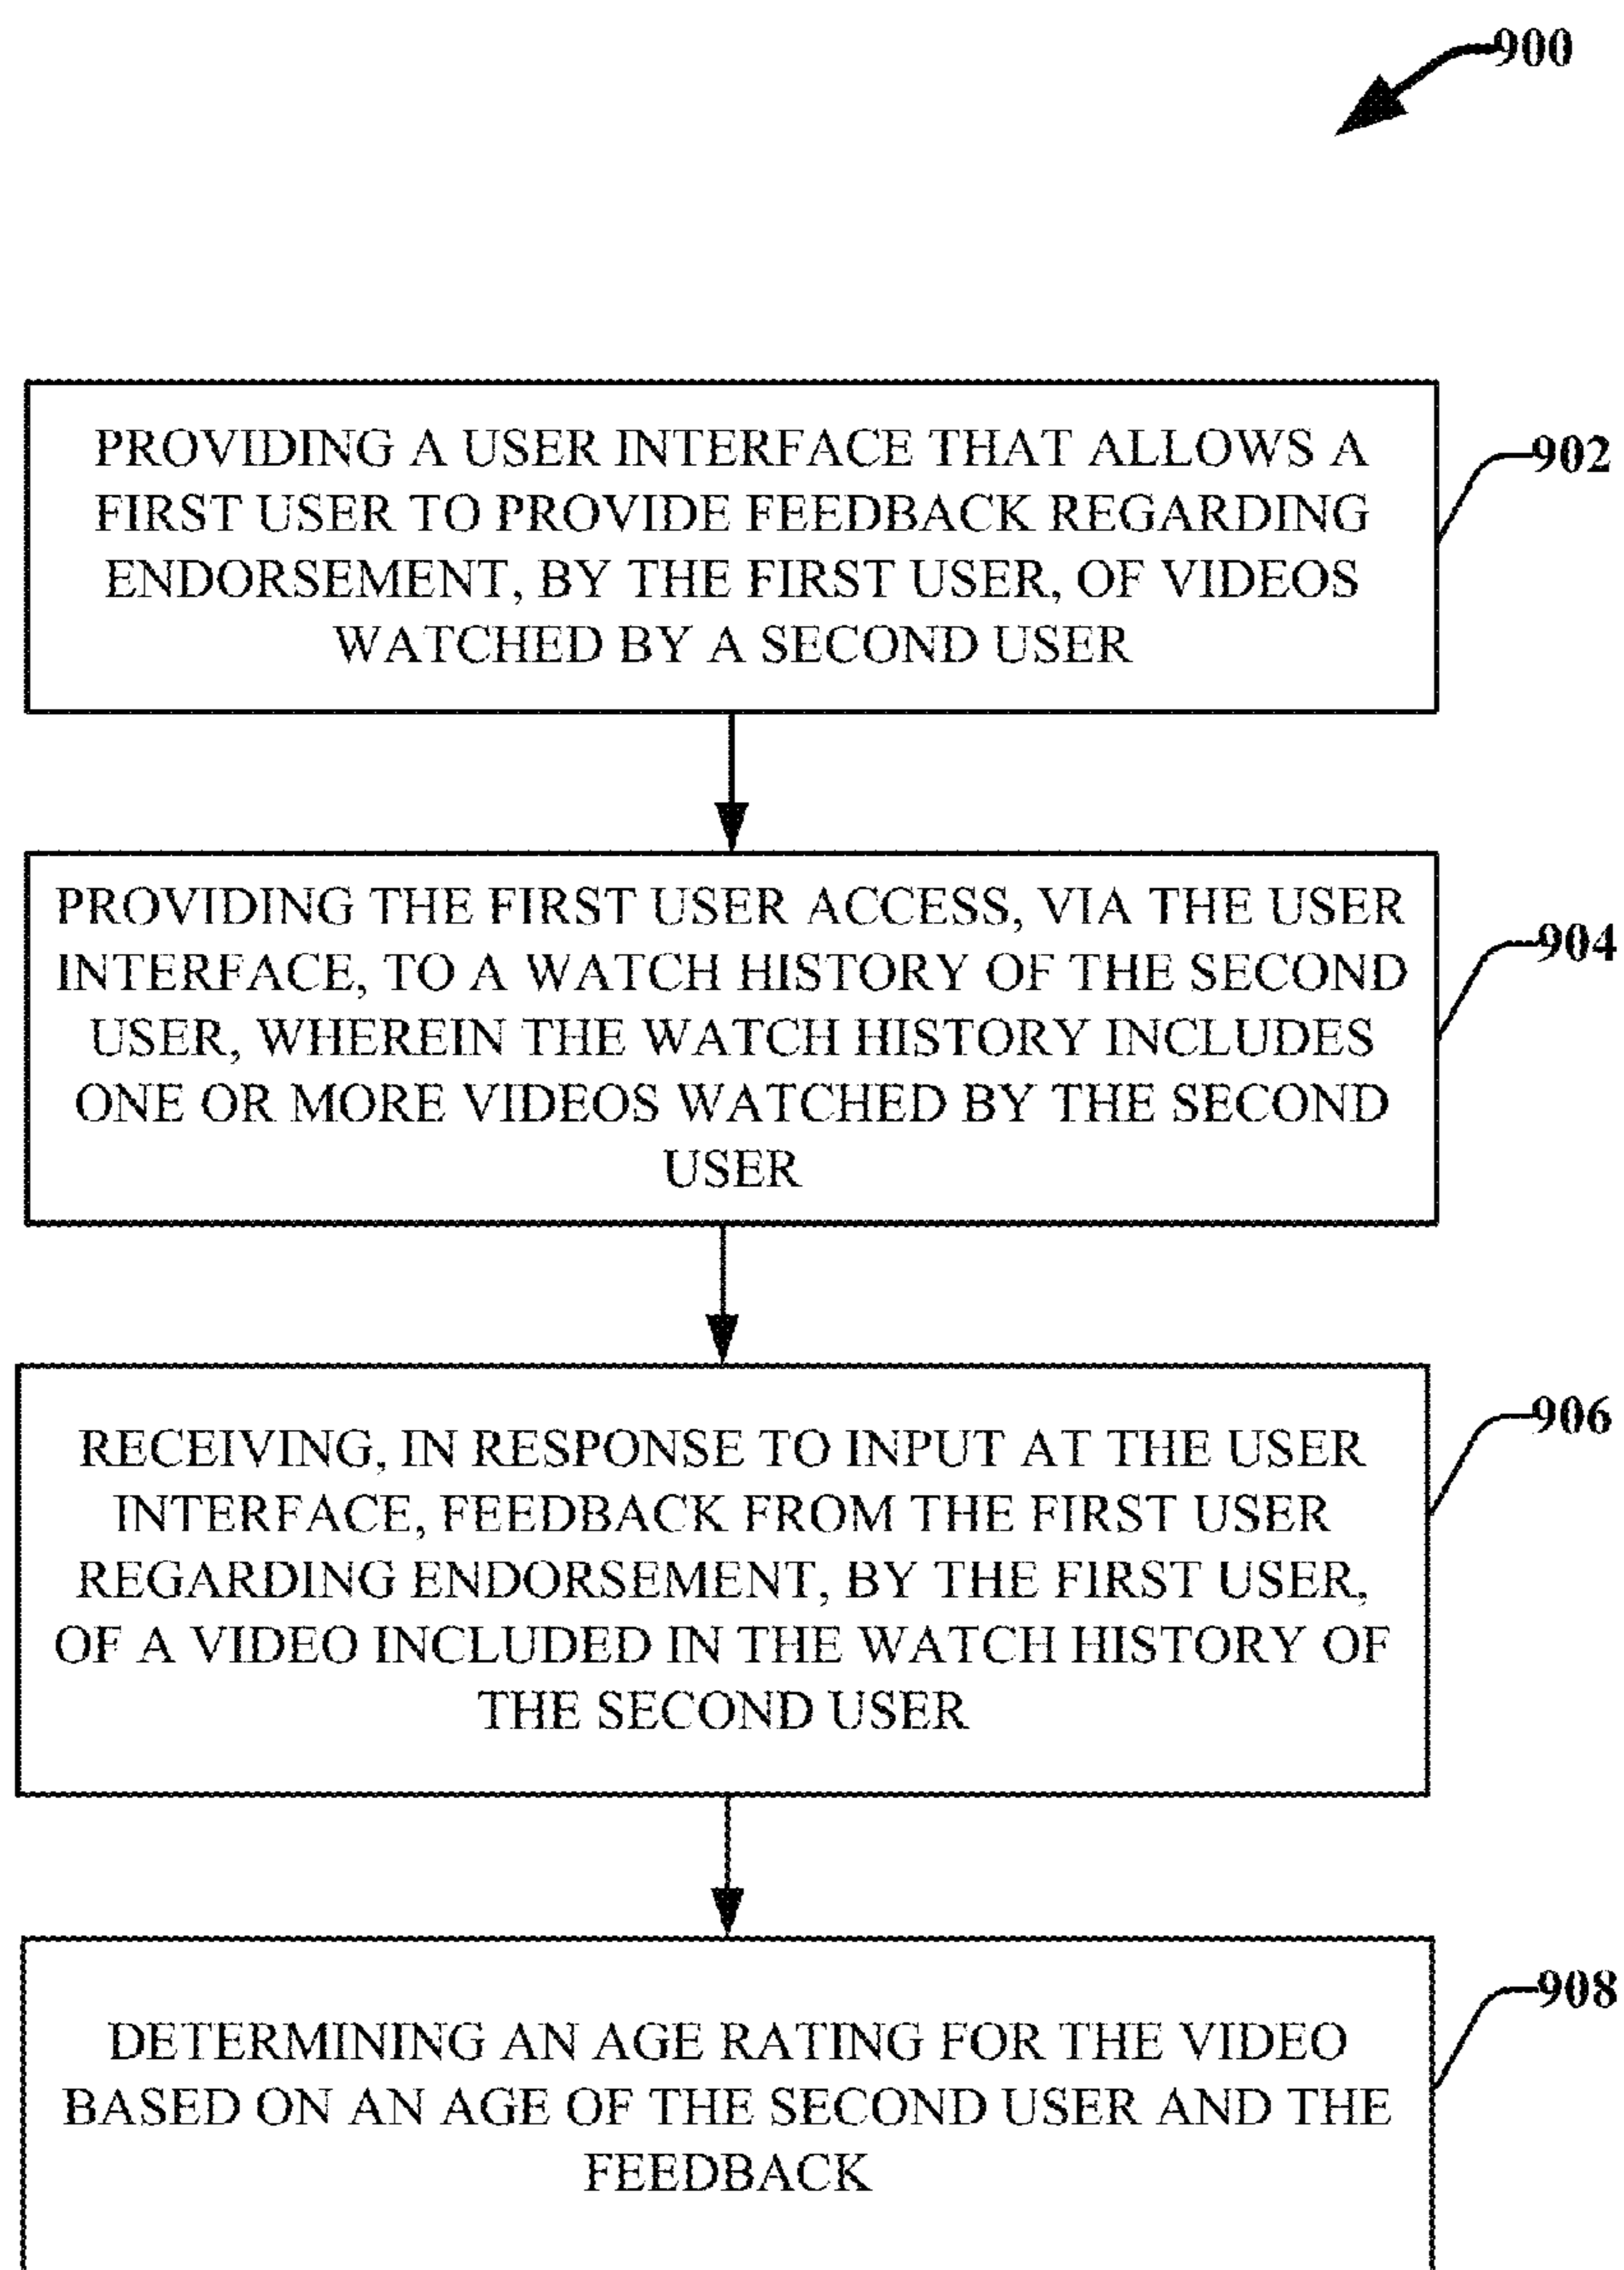 900
PROVIDING A USER INTERFACE THAT ALLOWS A
FIRST USER TO PROVIDE FEEDBACK REGARDING
ENDORSEMENT, BY THE FIRST USER, OF VIDEOS
WATCHED BY A SECOND USER
902
PROVIDING THE FIRST USER ACCESS, VIA THE USER
INTERFACE, TO A WATCH HISTORY OF THE SECOND
USER, WHEREIN THE WATCH HISTORY INCLUDES
ONE OR MORE VIDEOS WATCHED BY THE SECOND
USER
904
RECEIVING, IN RESPONSE TO INPUT AT THE USER
INTERFACE, FEEDBACK FROM THE FIRST USER
REGARDING ENDORSEMENT, BY THE FIRST USER,
OF A VIDEO INCLUDED IN THE WATCH HISTORY OF
THE SECOND USER
906
DETERMINING AN AGE RATING FOR THE VIDEO
BASED ON AN AGE OF THE SECOND USER AND THE
FEEDBACK
908